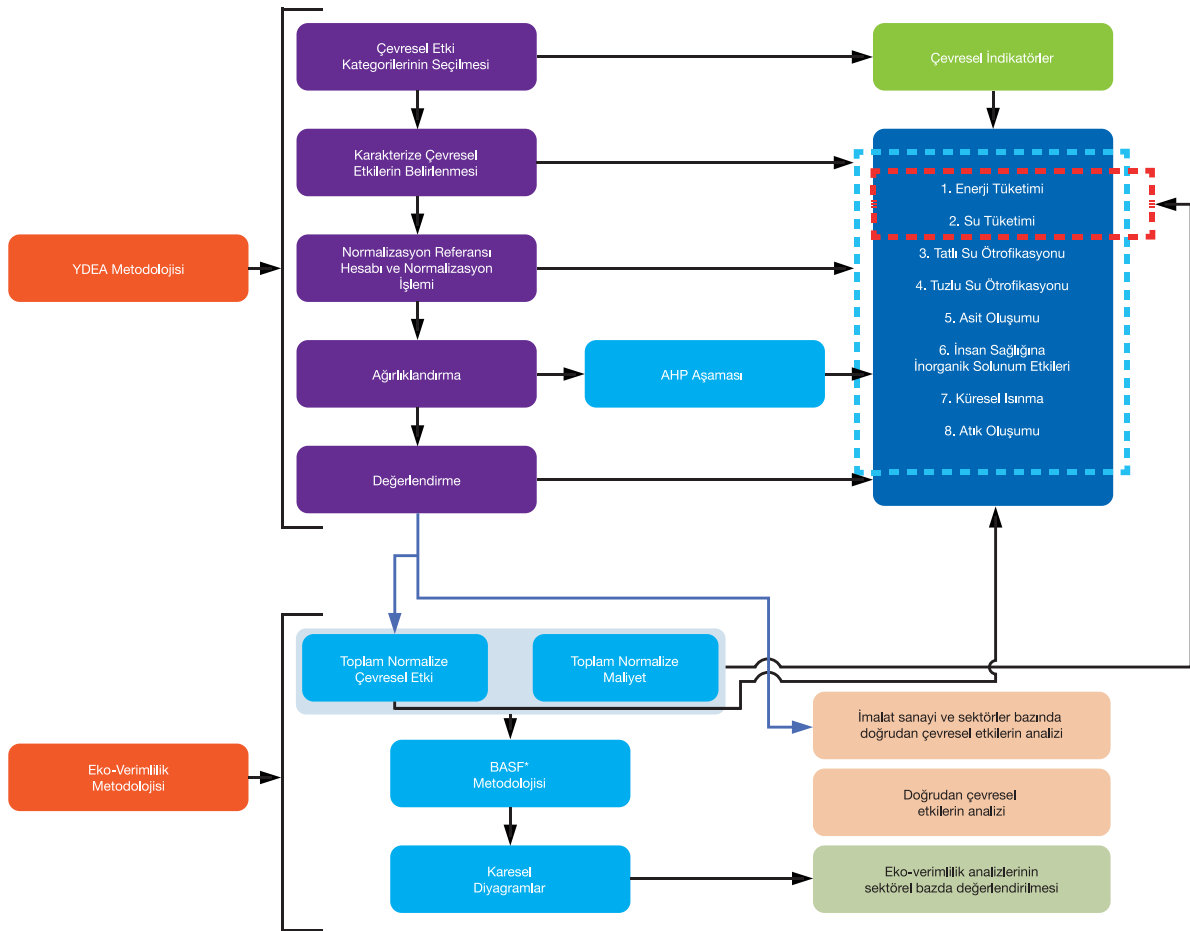 Çevresel Etki
Kategorilerinin Seçilmesi
Çevresel İndikatörler
Karakterize Çevresel
Etkilerin Belirlenmesi
1. Enerji Tüketimi
2. Su Tüketimi
3. Tatlı Su Ötrofikasyonu
4. Tuzlu Su Ötrofikasyonu
5. Asit Oluşumu
6. İnsan Sağlığına
İnorganik Solunum Etkileri
7. Küresel Isınma
8. Atık Oluşumu
YDEA Metodolojisi
Normalizasyon Referansı
Hesabı ve Normalizasyon
İşlemi
Ağırlıklandırma
AHP Aşaması
Değerlendirme
Toplam Normalize
Çevresel Etki
Toplam Normalize
Maliyet
İmalat sanayi ve sektörler bazında
doğrudan çevresel etkilerin analizi
Eko-Verimlilik
Metodolojisi
BASF*
Metodolojisi
Doğrudan çevresel
etkilerin analizi
Karesel
Diyagramlar
Eko-verimlilik analizlerinin
sektörel bazda değerlendirilmesi